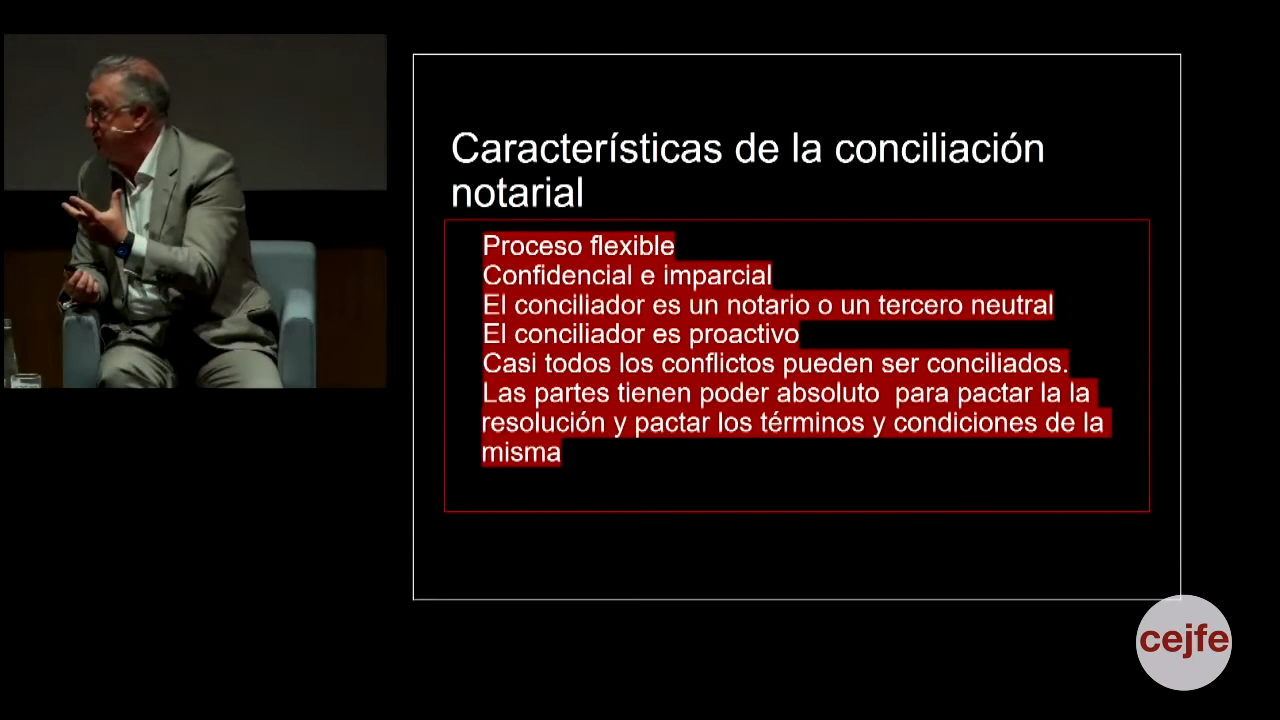 Características de la conciliación
notarial
Proceso flexible
Confidencial e imparcial
El conciliador es un notario o un tercero neutral
El conciliador es proactivo
Casi todos los conflictos pueden ser conciliados.
Las partes tienen poder absoluto  para pactar la la
resolución y pactar los términos y condiciones de la
misma
cejfe